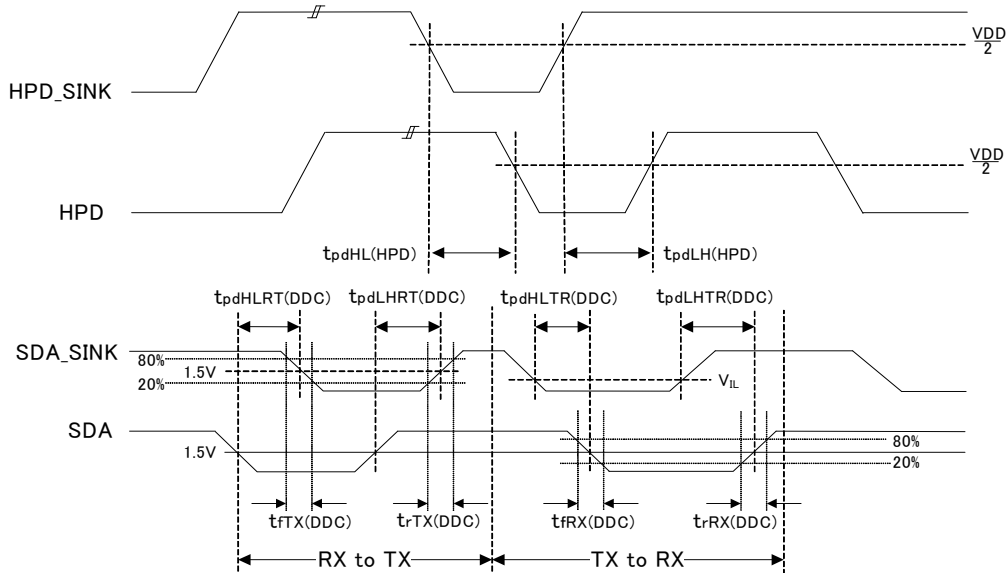 VDD
2
HPD_SINK
VDD
2
HPD
tpdHL(HPD)
tpdLH(HPD)
tpdHLRT(DDC)
tpdLHRT(DDC)
tpdHLTR(DDC)
tpdLHTR(DDC)
SDA_SINK
80%
1.5V
20%
VIL
SDA
1.5V
80%
20%
tfTX(DDC)
trTX(DDC)
tfRX(DDC)
trRX(DDC)
RX to TX
TX to RX